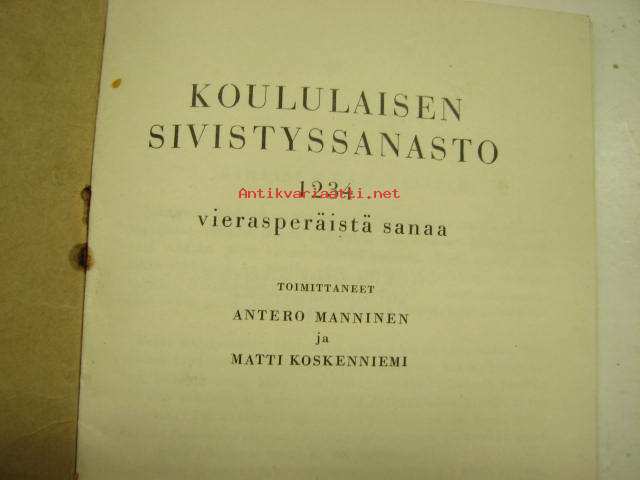 KOULULAISEN
SIVISTYSSANASTO
1234
Antikvariaatti.net
vierasperäistä sanaa
TOIMITTANEET
ANTERO MANNINEN
ja
MATTI KOSKENNIEMI